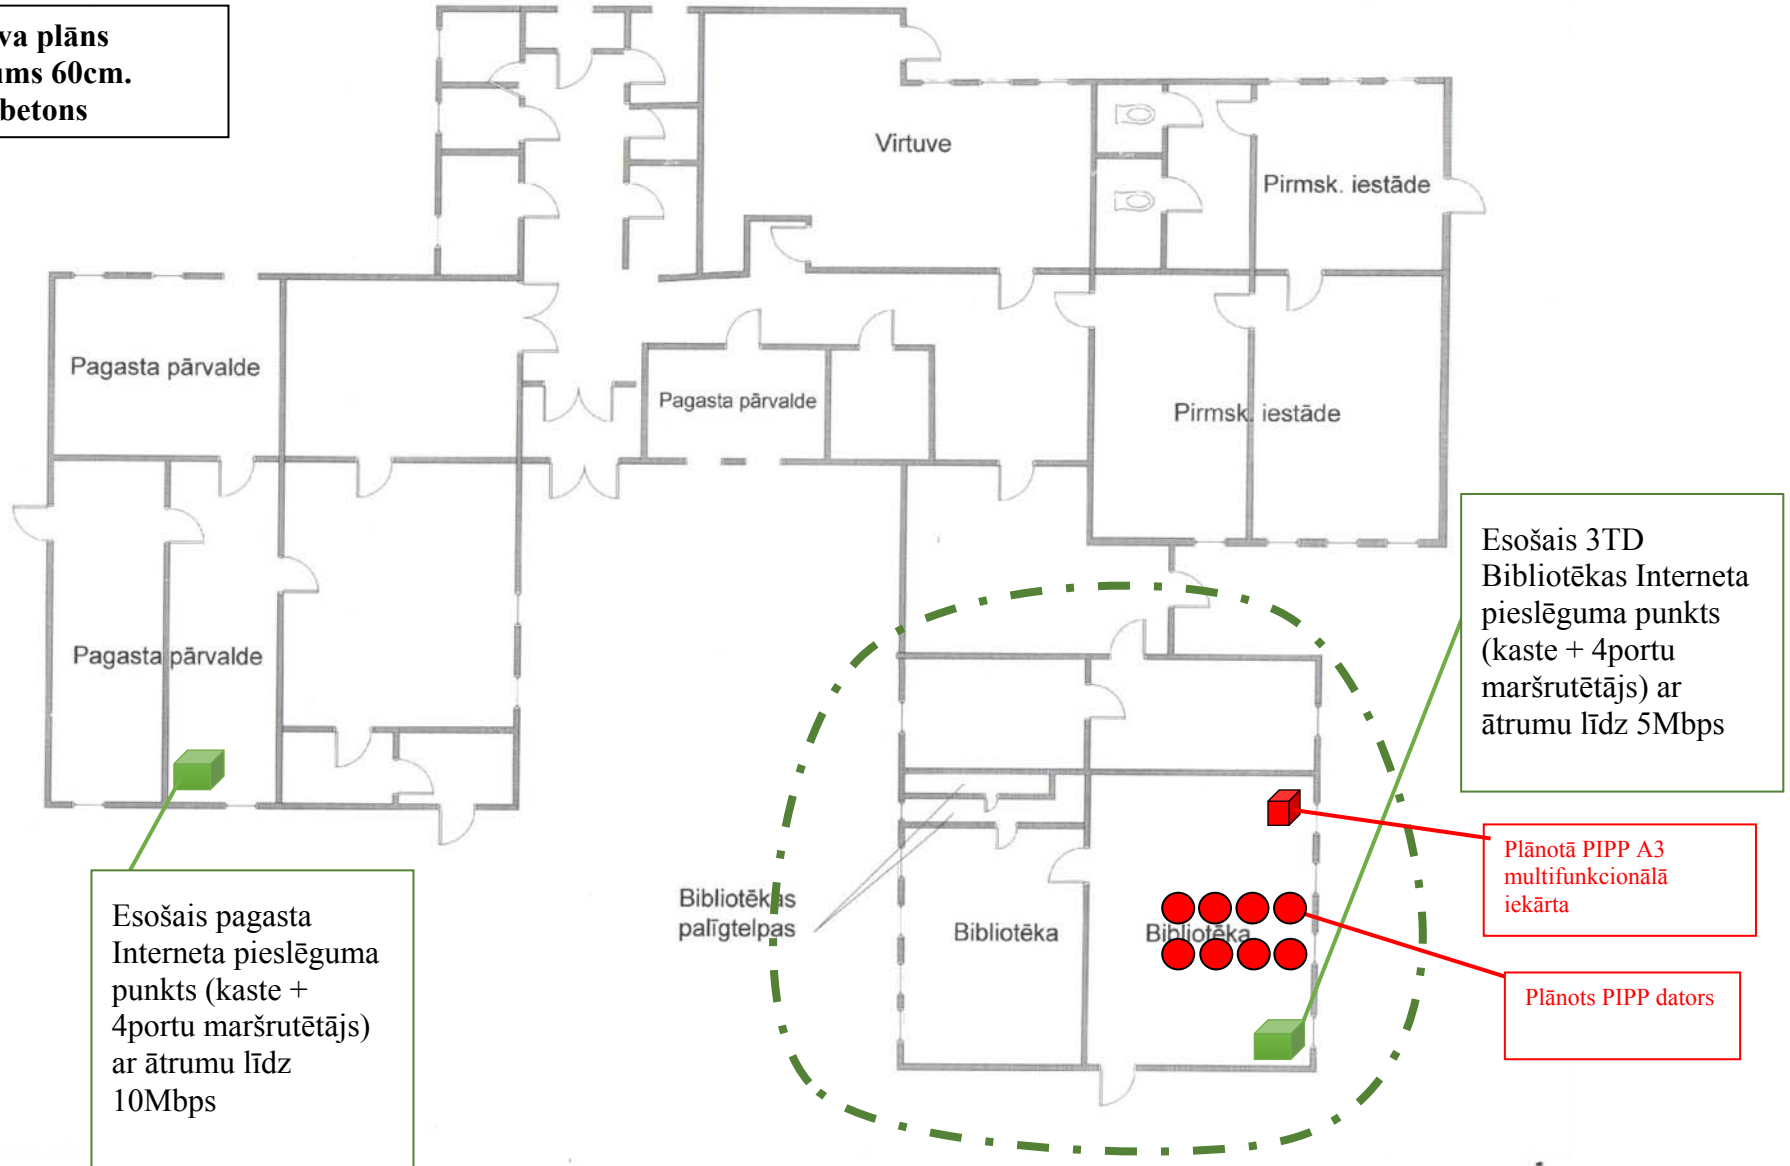 va plāns
ums 60cm.
betons
Virtuve
Pirmsk. iestāde
Pagasta pārvalde
Pagasta pārvalde
Pirmsk. iestāde
Pagasta pārvalde
Esošais 3TD
Bibliotēkas Interneta
pieslēguma punkts
(kaste + 4portu
maršrutētājs) ar
ātrumu līdz 5Mbps
Plānotā PIPP A3
multifunkcionālā
iekārta
Bibliotēkas
palīgtelpas
Bibliotēka
Bibliotēka
Plānots PIPP dators
Esošais pagasta
Interneta pieslēguma
punkts (kaste +
4portu maršrutētājs)
ar ātrumu līdz
10Mbps